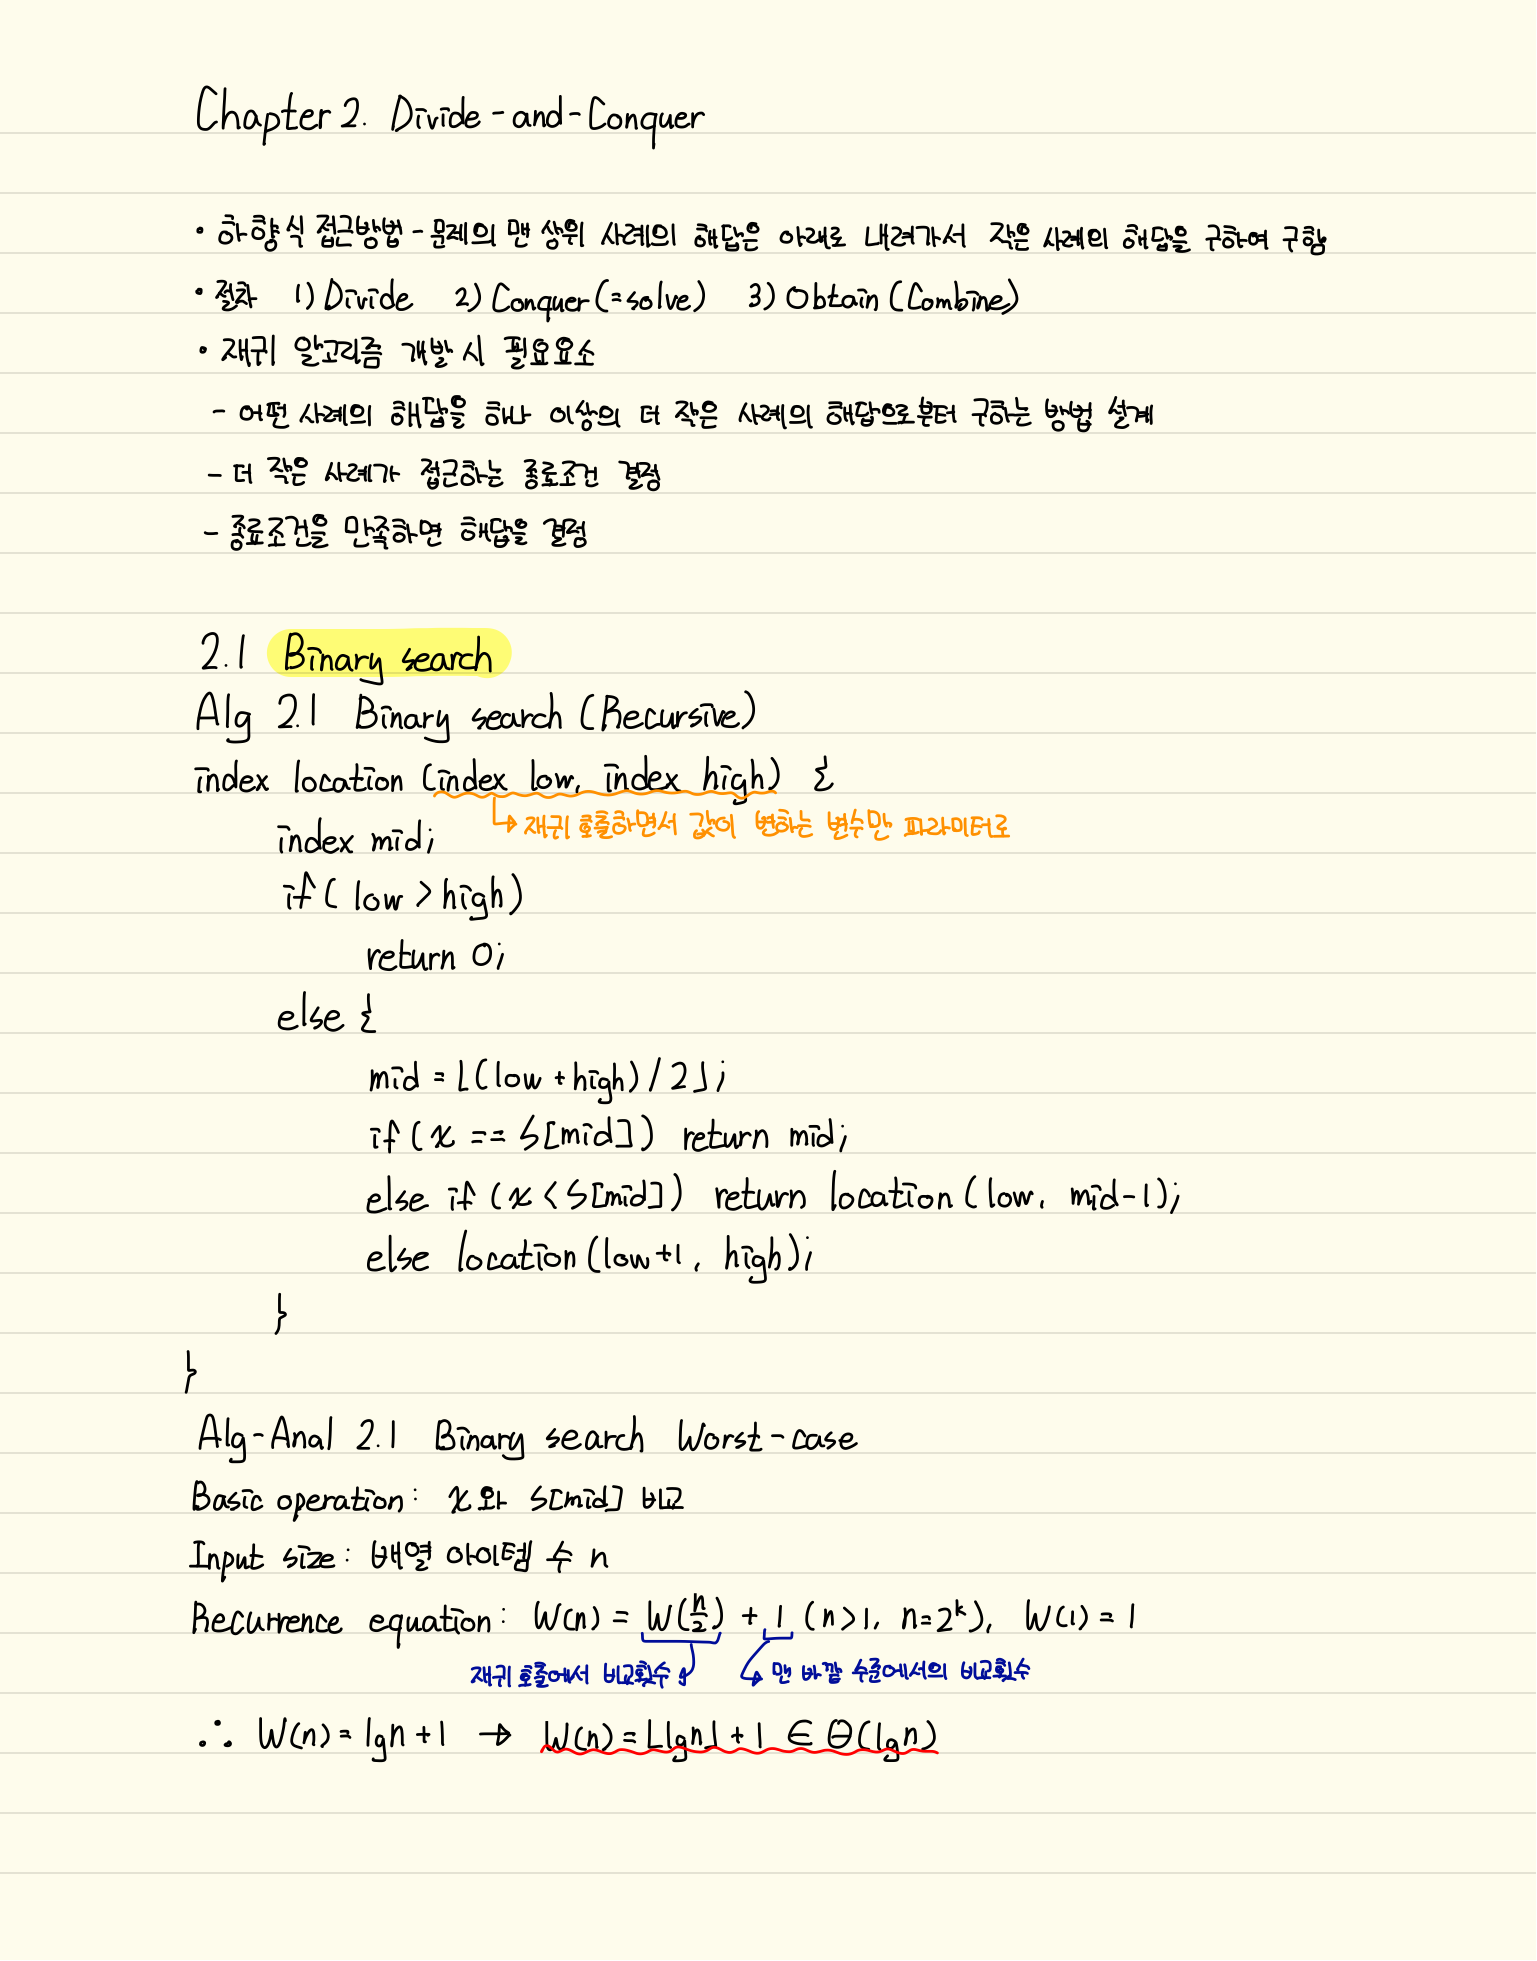 Chapter 2. Divide-and-Conquer
• 하향식 접근방법 - 문제의 맨 상위 사례의 해답은 아래로 내려가서 작은 사례의 해답을 구하여 구함
• 절차 1) Divide 2) Conquer(=solve) 3) Obtain (Combine)
• 재귀 알고리즘 개발 시 필요요소
- 어떤 사례의 해답을 하나 이상의 더 작은 사례의 해답으로부터 구하는 방법 설계
- 더 작은 사례가 접근하는 종료조건 결정
- 종료조건을 만족하면 해답을 결정
2.1 Binary search
Alg 2.1 Binary search (Recursive)
index location (index low, index high) {
↳ 재귀 호출하면서 값이 변하는 변수만 파라미터로
index mid;
if( low > high)
return 0;
else {
mid = ⌊(low + high) / 2⌋;
if( x == S[mid]) return mid;
else if (x < S[mid]) return location (low, mid-1);
else location (low+1, high);
}
}
Alg-Anal 2.1 Binary search Worst-case
Basic operation: x와 S[mid] 비교
Input size: 배열 아이템 수 n
Recurrence equation: W(n) = W(n/2) + 1 (n>1, n=2^k), W(1) = 1
재귀 호출에서 비교횟수 ↲ ↳ 맨 바깥 수준에서의 비교횟수
∴ W(n) = lgn + 1 → W(n) = ⌊lgn⌋ + 1 ∈ Θ(lgn)